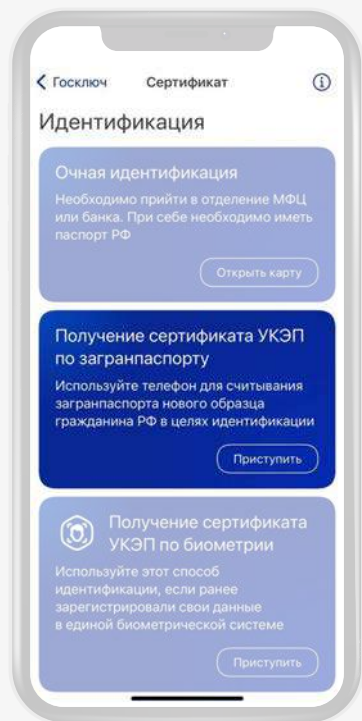 Госключ
Сертификат
Идентификация
Очная идентификация
Необходимо прийти в отделение МФЦ
или банка. При себе необходимо иметь
паспорт РФ
Открыть карту
Получение сертификата УКЭП
по загранпаспорту
Используйте телефон для считывания
загранпаспорта нового образца
гражданина РФ в целях идентификации
Приступить
Получение сертификата
УКЭП по биометрии
Используйте этот способ
идентификации, если ранее
зарегистрировали свои данные
в единой биометрической системе
Приступить